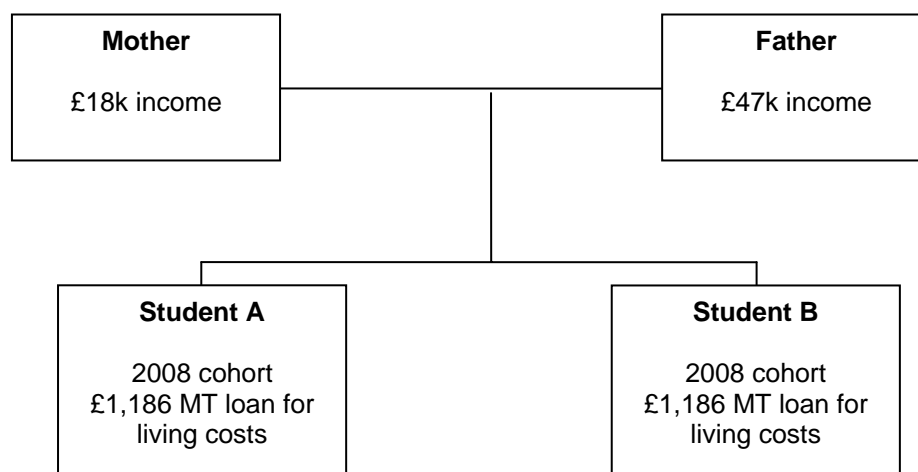 Mother
£18k income
Father
£47k income
Student A
2008 cohort
£1,186 MT loan for
living costs
Student B
2008 cohort
£1,186 MT loan for
living costs